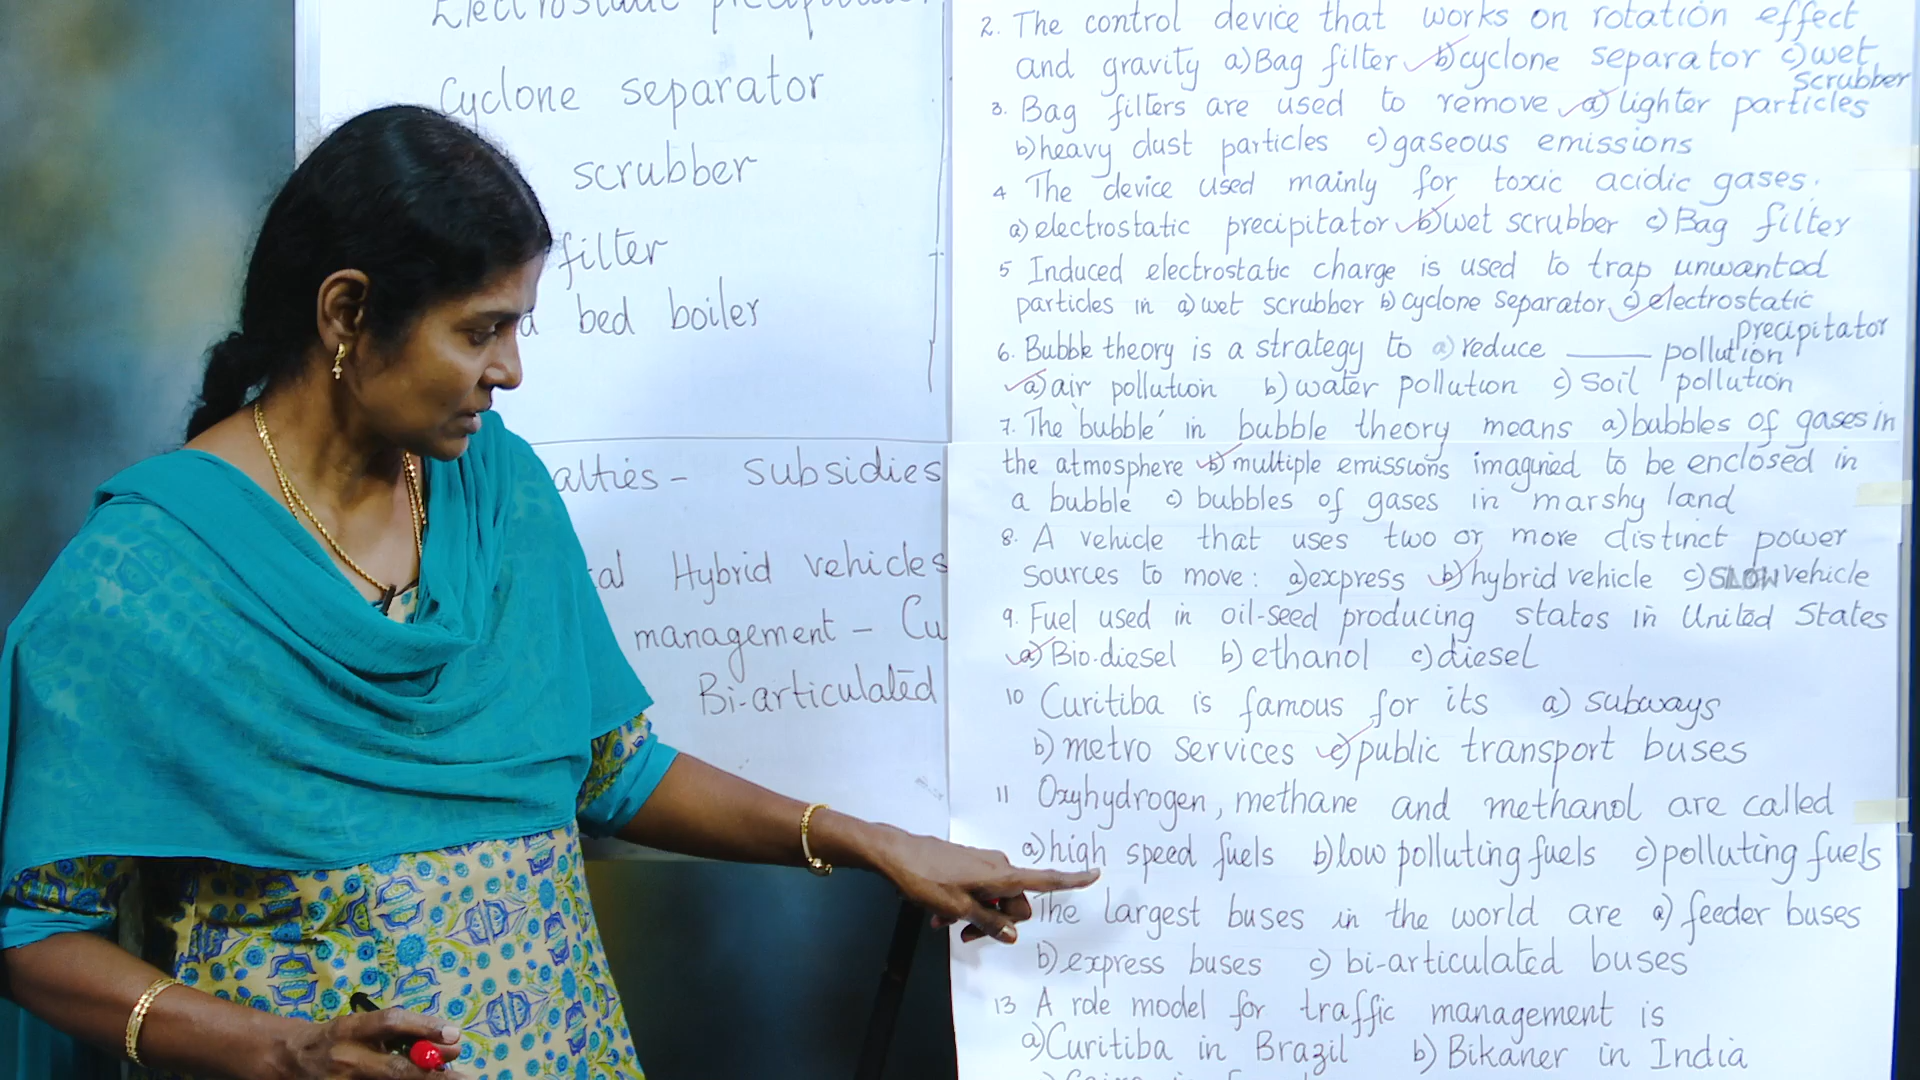 Electrostatic precipitator
Cyclone separator
scrubber
filter
bed boiler
alties - subsidies
Hybrid vehicles
management - Cu
Bi-articulated
2. The control device that works on rotation effect
and gravity a) Bag filter b) cyclone separator c) wet
scrubber
3. Bag filters are used to remove a) lighter particles
b) heavy dust particles c) gaseous emissions
4 The device used mainly for toxic acidic gases.
a) electrostatic precipitator b) wet scrubber c) Bag filter
5 Induced electrostatic charge is used to trap unwanted
particles in a) wet scrubber b) cyclone separator c) electrostatic
precipitator
6. Bubble theory is a strategy to a) reduce ____ pollution
a) air pollution b) water pollution c) soil pollution
7. The 'bubble' in bubble theory means a) bubbles of gases in
the atmosphere b) multiple emissions imagined to be enclosed in
a bubble c) bubbles of gases in marshy land
8. A vehicle that uses two or more distinct power
sources to move: a) express b) hybrid vehicle c) SLOW vehicle
9. Fuel used in oil-seed producing states in United States
a) Bio.diesel b) ethanol c) diesel
10 Curitiba is famous for its a) subways
b) metro services c) public transport buses
11 Oxyhydrogen, methane and methanol are called
a) high speed fuels b) low polluting fuels c) polluting fuels
The largest buses in the world are a) feeder buses
b) express buses c) bi-articulated buses
13 A role model for traffic management is
a) Curitiba in Brazil b) Bikaner in India